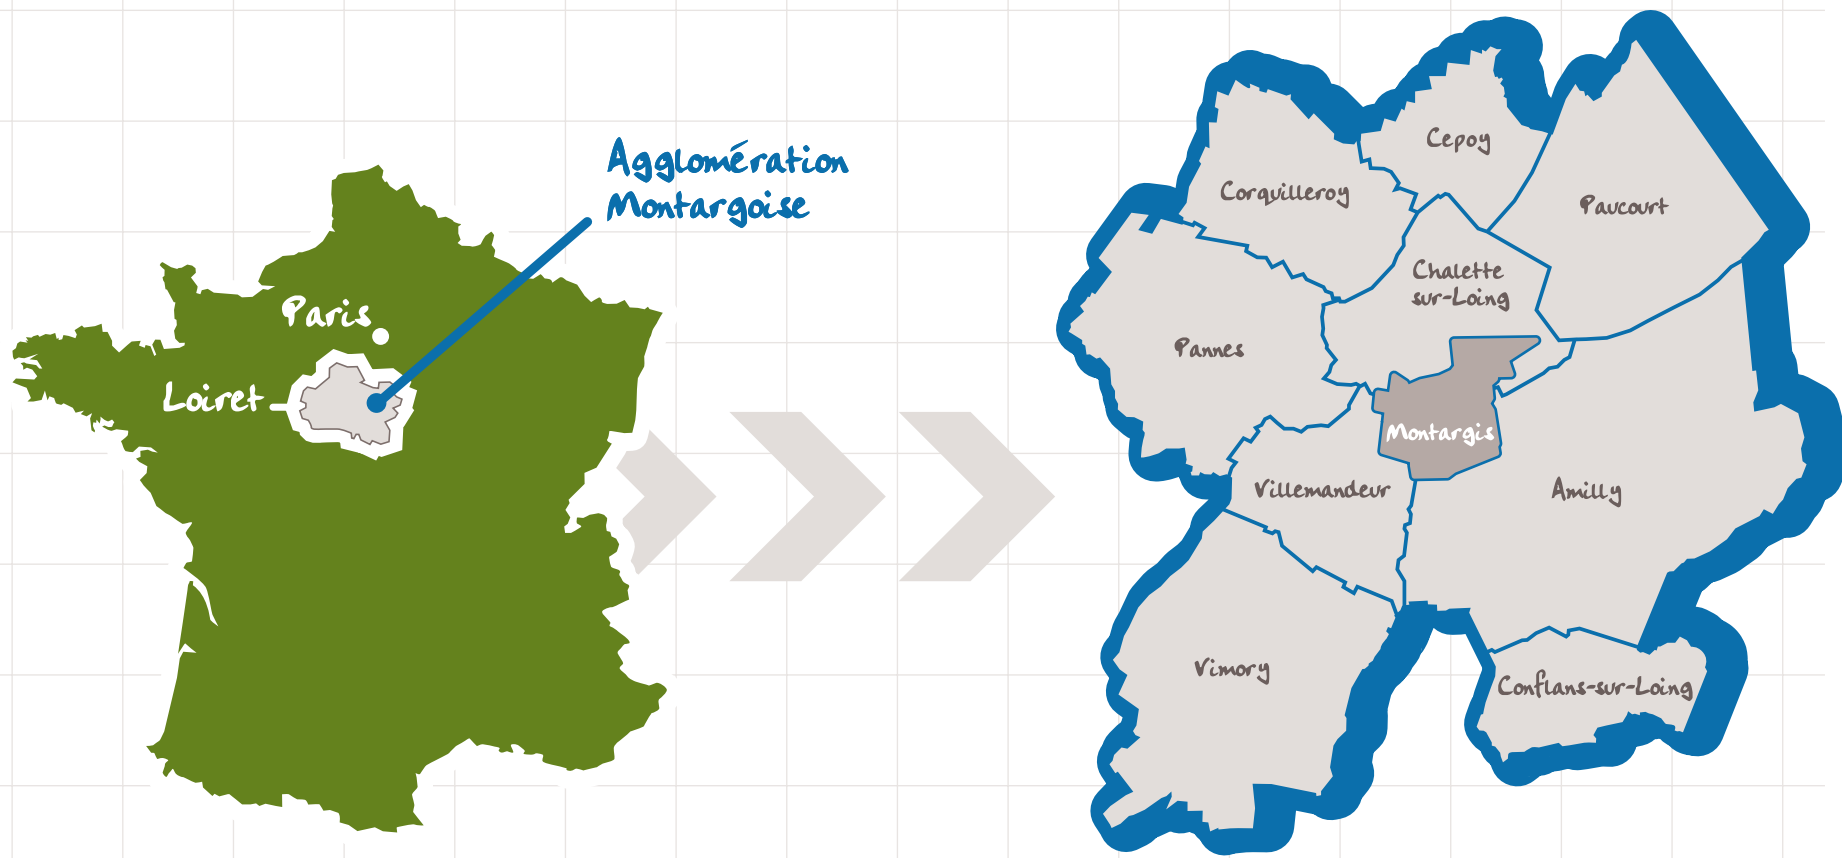 Agglomération
Montargoise
Paris
Loiret
Cepoy
Corquilleroy
Paucourt
Chalette
sur-Loing
Pannes
Montargis
Villemandeur
Amilly
Vimory
Conflans-sur-Loing